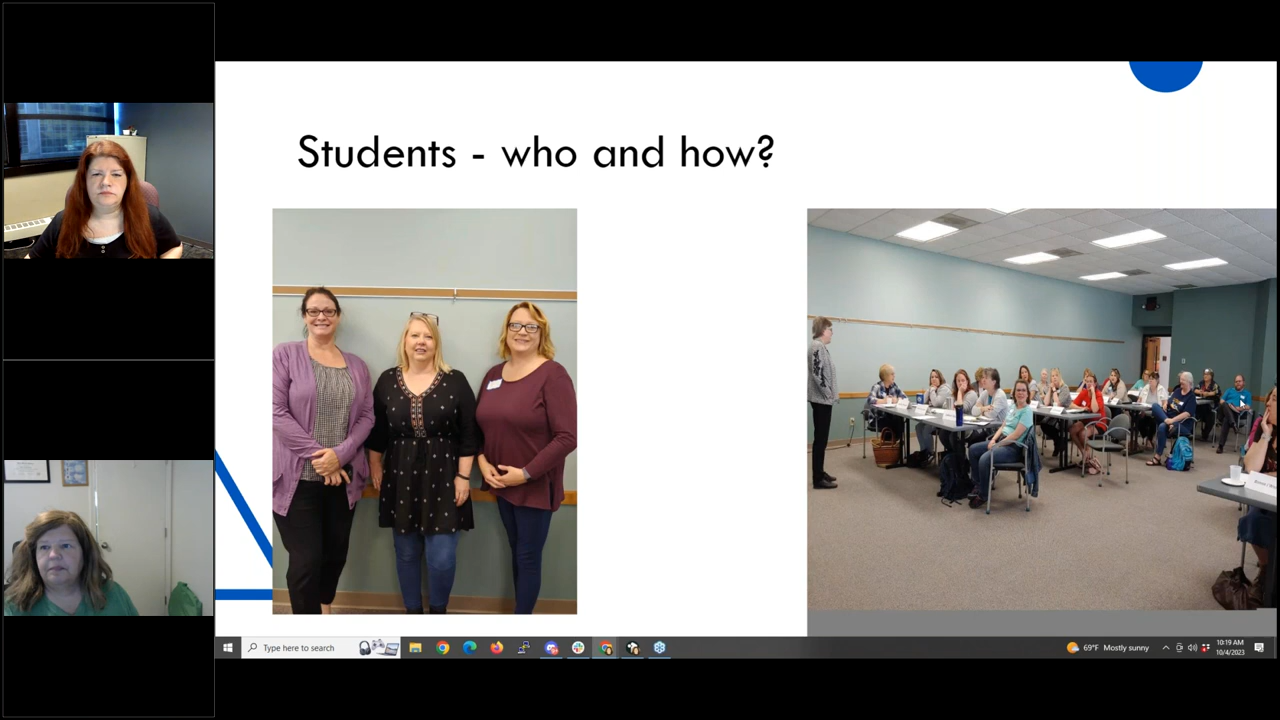 Students - who and how?
Type here to search
69°F Mostly sunny
10:19 AM
10/4/2023